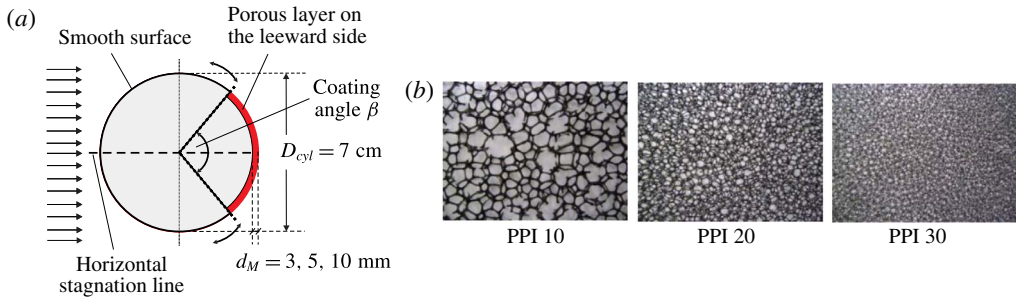 (a)
Smooth surface
Porous layer on
the leeward side
Coating
angle β
D_cyl = 7 cm
Horizontal
stagnation line
d_M = 3, 5, 10 mm
(b)
PPI 10
PPI 20
PPI 30